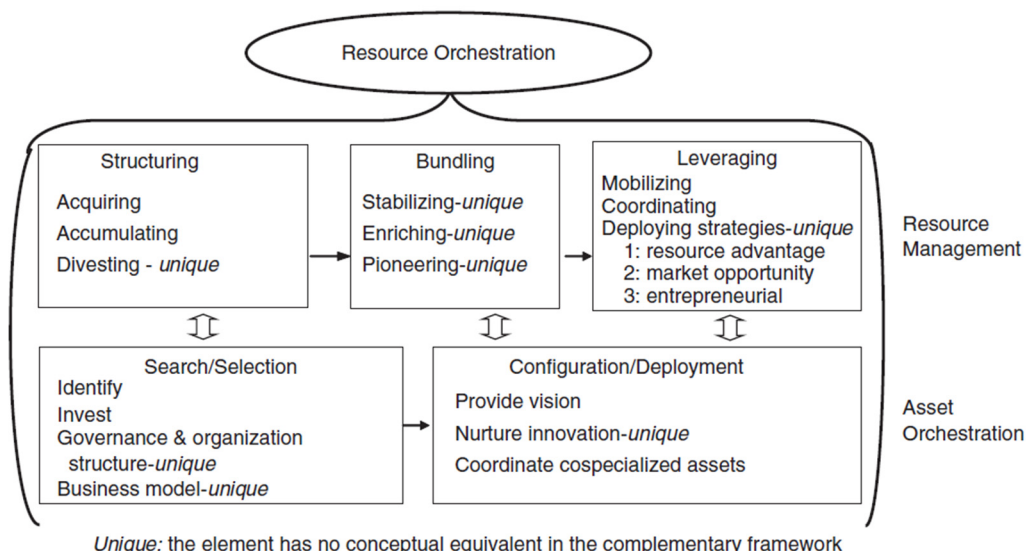 Resource Orchestration
Structuring
Acquiring
Accumulating
Divesting - unique
Bundling
Stabilizing-unique
Enriching-unique
Pioneering-unique
Leveraging
Mobilizing
Coordinating
Deploying strategies-unique
1: resource advantage
2: market opportunity
3: entrepreneurial
Resource
Management
Search/Selection
Identify
Invest
Governance & organization
structure-unique
Business model-unique
Configuration/Deployment
Provide vision
Nurture innovation-unique
Coordinate cospecialized assets
Asset
Orchestration
Unique: the element has no conceptual equivalent in the complementary framework